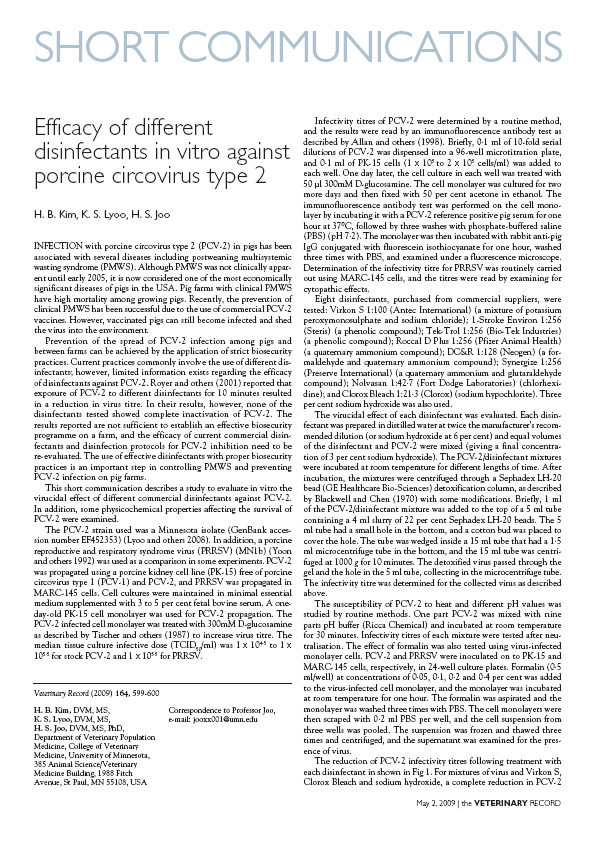 SHORT COMMUNICATIONS
Efficacy of different
disinfectants in vitro against
porcine circovirus type 2
H. B. Kim, K. S. Lyoo, H. S. Joo
INFECTION with porcine circovirus type 2 (PCV-2) in pigs has been
associated with several diseases including postweaning multisystemic
wasting syndrome (PMWS). Although PMWS was not clinically appar-
ent until early 2005, it is now considered one of the most economically
significant diseases of pigs in the USA. Pig farms with clinical PMWS
have high mortality among growing pigs. Recently, the prevention of
clinical PMWS has been successful due to the use of commercial PCV-2
vaccines. However, vaccinated pigs can still become infected and shed
the virus into the environment.
Prevention of the spread of PCV-2 infection among pigs and
between farms can be achieved by the application of strict biosecurity
practices. Current practices commonly involve the use of different dis-
infectants; however, limited information exists regarding the efficacy
of disinfectants against PCV-2. Royer and others (2001) reported that
exposure of PCV-2 to different disinfectants for 10 minutes resulted
in a reduction in virus titre. In their results, however, none of the
disinfectants tested showed complete inactivation of PCV-2. The
results reported are not sufficient to establish an effective biosecurity
programme on a farm, and the efficacy of current commercial disin-
fectants and disinfection protocols for PCV-2 inhibition need to be
re-evaluated. The use of effective disinfectants with proper biosecurity
practices is an important step in controlling PMWS and preventing
PCV-2 infection on pig farms.
This short communication describes a study to evaluate in vitro the
virucidal effect of different commercial disinfectants against PCV-2.
In addition, some physicochemical properties affecting the survival of
PCV-2 were examined.
The PCV-2 strain used was a Minnesota isolate (GenBank acces-
sion number EF452353) (Lyoo and others 2008). In addition, a porcine
reproductive and respiratory syndrome virus (PRRSV) (MN1b) (Yoon
and others 1992) was used as a comparison in some experiments. PCV-2
was propagated using a porcine kidney cell line (PK-15) free of porcine
circovirus type 1 (PCV-1) and PCV-2, and PRRSV was propagated in
MARC-145 cells. Cell cultures were maintained in minimal essential
medium supplemented with 3 to 5 per cent fetal bovine serum. A one-
day-old PK-15 cell monolayer was used for PCV-2 propagation. The
PCV-2 infected cell monolayer was treated with 300mM D-glucosamine
as described by Tischer and others (1987) to increase virus titre. The
median tissue culture infective dose (TCID50/ml) was 1 x 10 to 1 x
10 for stock PCV-2 and 1 x 10 for PRRSV.
Veterinary Record (2009) 164, 599-600
H. B. Kim, DVM, MS,
K. S. Lyoo, DVM, MS,
H. S. Joo, DVM, MS, PhD,
Department of Veterinary Population
Medicine, College of Veterinary
Medicine, University of Minnesota,
385 Animal Science/Veterinary
Medicine Building, 1988 Fitch
Avenue, St Paul, MN 55108, USA
Correspondence to Professor Joo,
e-mail: jooxx001@umn.edu
Infectivity titres of PCV-2 were determined by a routine method,
and the results were read by an immunofluorescence antibody test as
described by Allan and others (1998). Briefly, 0·1 ml of 10-fold serial
dilutions of PCV-2 was dispensed into a 96-well microtitration plate,
and 0·1 ml of PK-15 cells (1 x 10 to 2 x 10 cells/ml) was added to
each well. One day later, the cell culture in each well was treated with
50 µl 300mM D-glucosamine. The cell monolayer was cultured for two
more days and then fixed with 50 per cent acetone in ethanol. The
immunofluorescence antibody test was performed on the cell mono-
layer by incubating it with a PCV-2 reference positive pig serum for one
hour at 37°C, followed by three washes with phosphate-buffered saline
(PBS) (pH 7·2). The monolayer was then incubated with rabbit anti-pig
IgG conjugated with fluorescein isothiocyanate for one hour, washed
three times with PBS, and examined under a fluorescence microscope.
Determination of the infectivity titre for PRRSV was routinely carried
out using MARC-145 cells, and the titres were read by examining for
cytopathic effects.
Eight disinfectants, purchased from commercial suppliers, were
tested: Virkon S 1:100 (Antec International) (a mixture of potassium
peroxymonosulphate and sodium chloride); 1-Stroke Environ 1:256
(Steris) (a phenolic compound); Tek-Trol 1:256 (Bio-Tek Industries)
(a phenolic compound); Roccal D Plus 1:256 (Pfizer Animal Health)
(a quaternary ammonium compound); DC&R 1:128 (Neogen) (a for-
maldehyde and quaternary ammonium compound); Synergize 1:256
(Preserve International) (a quaternary ammonium and glutaraldehyde
compound); Nolvasan 1:42·7 (Fort Dodge Laboratories) (chlorhexi-
dine); and Clorox Bleach 1:21·3 (Clorox) (sodium hypochlorite). Three
per cent sodium hydroxide was also used.
The virucidal effect of each disinfectant was evaluated. Each disin-
fectant was prepared in distilled water at twice the manufacturer's recom-
mended dilution (or sodium hydroxide at 6 per cent) and equal volumes
of the disinfectant and PCV-2 were mixed (giving a final concentra-
tion of 3 per cent sodium hydroxide). The PCV-2/disinfectant mixtures
were incubated at room temperature for different lengths of time. After
incubation, the mixtures were centrifuged through a Sephadex LH-20
bead (GE Healthcare Bio-Sciences) detoxification column, as described
by Blackwell and Chen (1970) with some modifications. Briefly, 1 ml
of the PCV-2/disinfectant mixture was added to the top of a 5 ml tube
containing a 4 ml slurry of 22 per cent Sephadex LH-20 beads. The 5
ml tube had a small hole in the bottom, and a cotton bud was placed to
cover the hole. The tube was wedged inside a 15 ml tube that had a 1·5
ml microcentrifuge tube in the bottom, and the 15 ml tube was centri-
fuged at 1000 g for 10 minutes. The detoxified virus passed through the
gel and the hole in the 5 ml tube, collecting in the microcentrifuge tube.
The infectivity titre was determined for the collected virus as described
above.
The susceptibility of PCV-2 to heat and different pH values was
studied by routine methods. One part PCV-2 was mixed with nine
parts pH buffer (Ricca Chemical) and incubated at room temperature
for 30 minutes. Infectivity titres of each mixture were tested after neu-
tralisation. The effect of formalin was also tested using virus-infected
monolayer cells. PCV-2 and PRRSV were inoculated on to PK-15 and
MARC-145 cells, respectively, in 24-well culture plates. Formalin (0·5
ml/well) at concentrations of 0·05, 0·1, 0·2 and 0·4 per cent was added
to the virus-infected cell monolayer, and the monolayer was incubated
at room temperature for one hour. The formalin was aspirated and the
monolayer was washed three times with PBS. The cell monolayers were
then scraped with 0·2 ml PBS per well, and the cell suspension from
three wells was pooled. The suspension was frozen and thawed three
times and centrifuged, and the supernatant was examined for the pres-
ence of virus.
The reduction of PCV-2 infectivity titres following treatment with
each disinfectant in shown in Fig 1. For mixtures of virus and Virkon S,
Clorox Bleach and sodium hydroxide, a complete reduction in PCV-2
May 2, 2009 | the VETERINARY RECORD